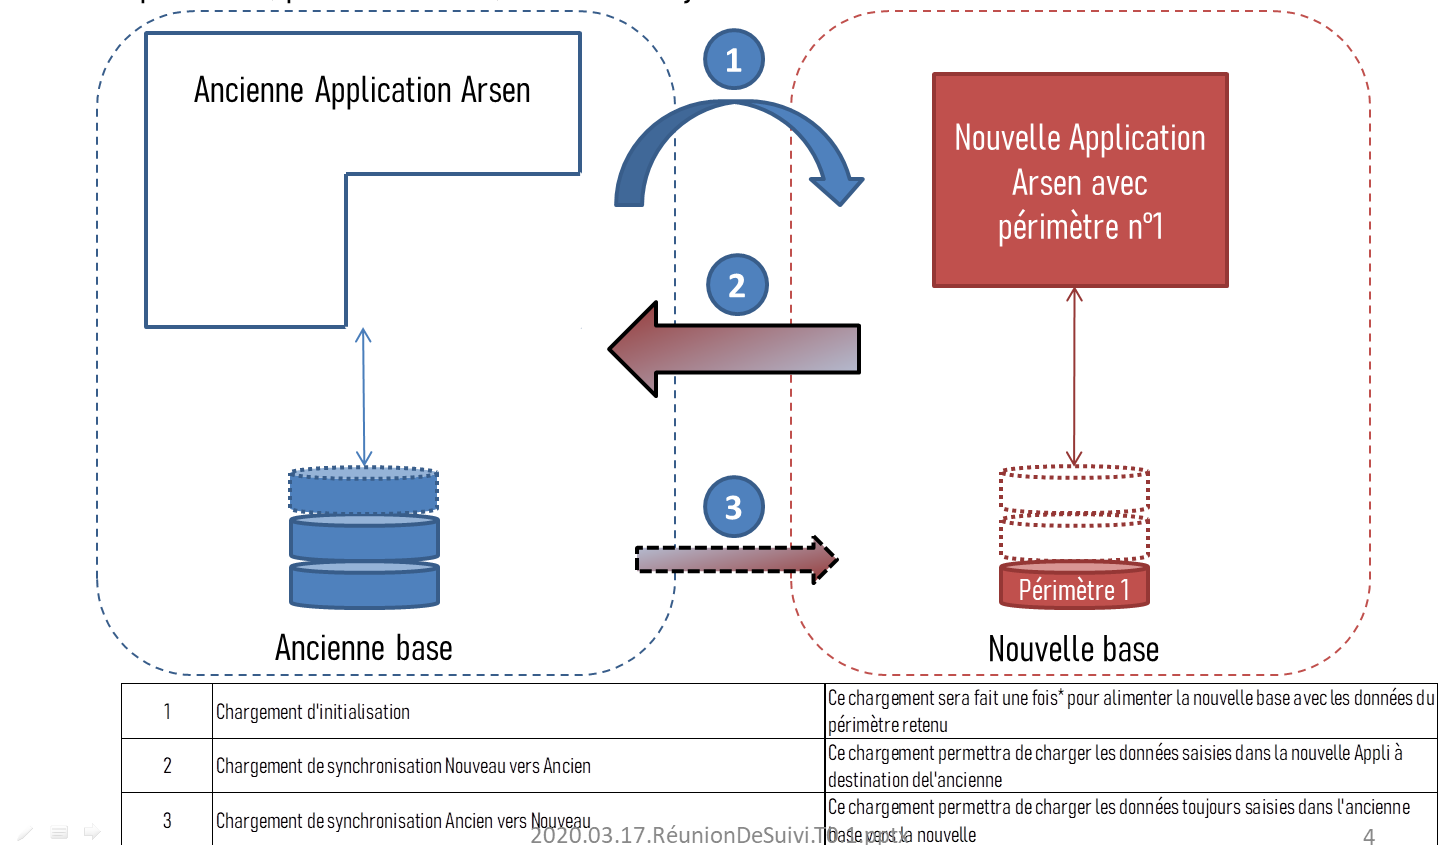 Ancienne Application Arsen
1
Nouvelle Application
Arsen avec
périmètre n°1
2
3
Périmètre 1
Ancienne base
Nouvelle base
1
Chargement d'initialisation
Ce chargement sera fait une fois* pour alimenter la nouvelle base avec les données du
périmètre retenu
2
Chargement de synchronisation Nouveau vers Ancien
Ce chargement permettra de charger les données saisies dans la nouvelle Appli à
destination del'ancienne
3
Chargement de synchronisation Ancien vers Nouveau
Ce chargement permettra de charger les données toujours saisies dans l'ancienne
base vers la nouvelle
2020.03.17.RéunionDeSuivi.T0.1.pptx
4